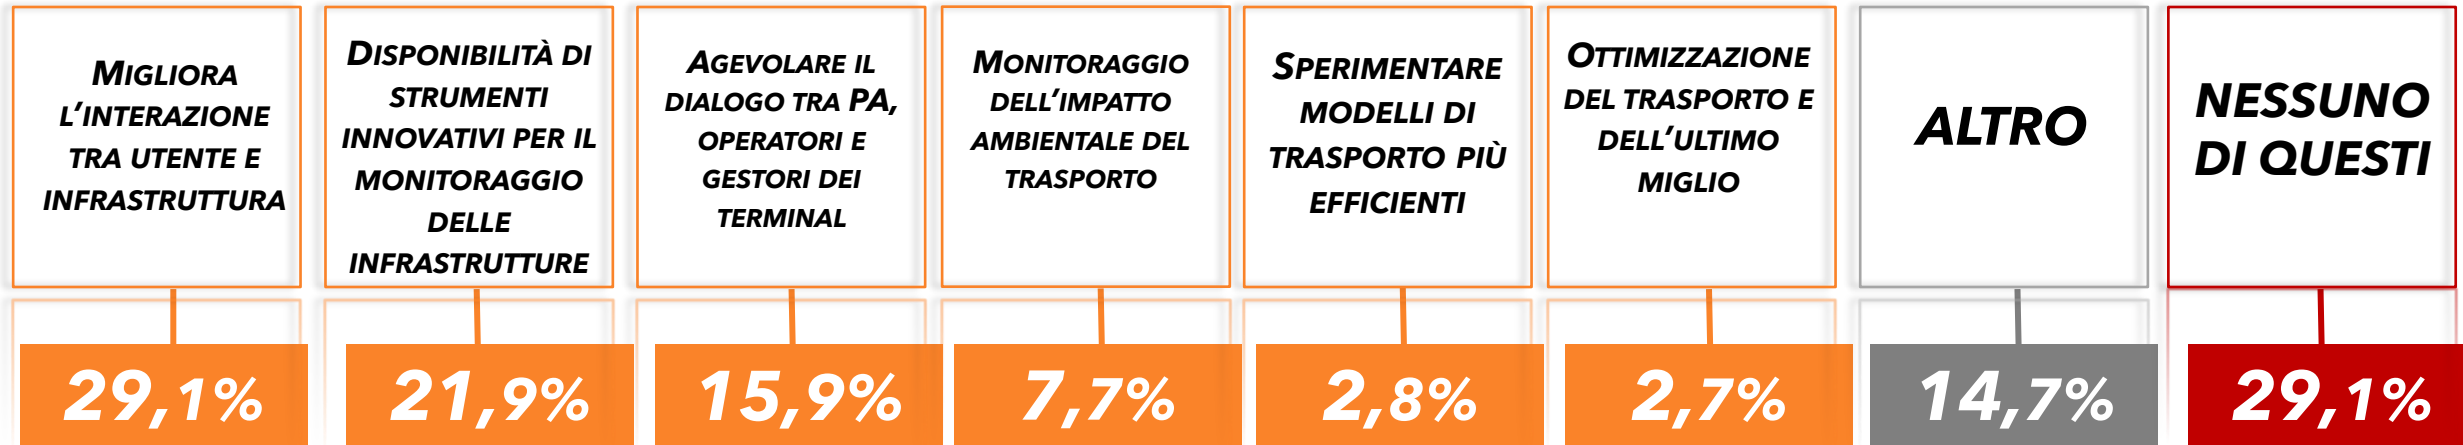 MIGLIORA
L'INTERAZIONE
TRA UTENTE E
INFRASTRUTTURA
DISPONIBILITÀ DI
STRUMENTI
INNOVATIVI PER IL
MONITORAGGIO
DELLE
INFRASTRUTTURE
AGEVOLARE IL
DIALOGO TRA PA,
OPERATORI E
GESTORI DEI
TERMINAL
MONITORAGGIO
DELL'IMPATTO
AMBIENTALE DEL
TRASPORTO
SPERIMENTARE
MODELLI DI
TRASPORTO PIÙ
EFFICIENTI
OTTIMIZZAZIONE
DEL TRASPORTO E
DELL'ULTIMO
MIGLIO
ALTRO
NESSUNO
DI QUESTI
29,1%
21,9%
15,9%
7,7%
2,8%
2,7%
14,7%
29,1%